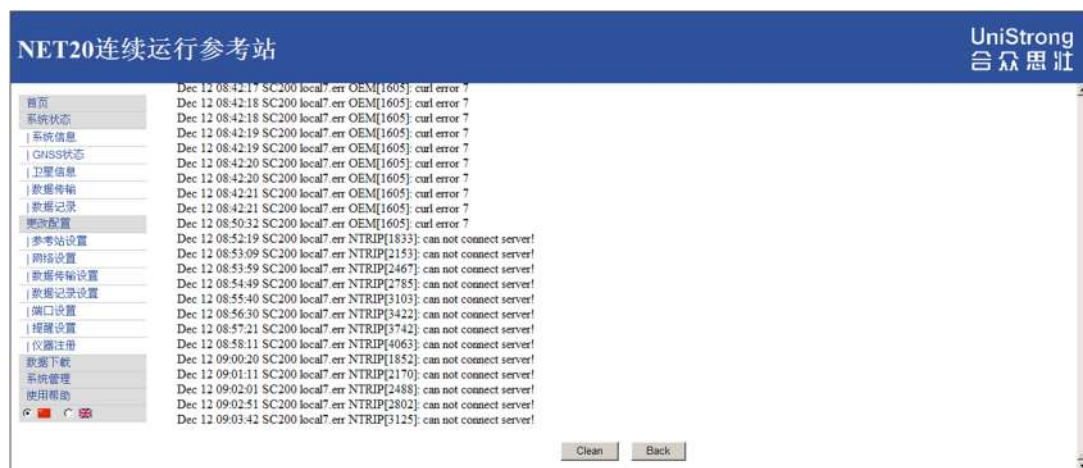 NET20连续运行参考站
UniStrong
合众思壮
首页
系统状态
| 系统信息
| GNSS状态
| 卫星信息
| 数据传输
| 数据记录
更改配置
| 参考站设置
| 网络设置
| 数据传输设置
| 数据记录设置
| 端口设置
| 提醒设置
| 仪器注册
数据下载
系统管理
使用帮助
Dec 12 08:42:17 SC200 local7.err OEM[1605]: curl error 7
Dec 12 08:42:18 SC200 local7.err OEM[1605]: curl error 7
Dec 12 08:42:18 SC200 local7.err OEM[1605]: curl error 7
Dec 12 08:42:19 SC200 local7.err OEM[1605]: curl error 7
Dec 12 08:42:19 SC200 local7.err OEM[1605]: curl error 7
Dec 12 08:42:20 SC200 local7.err OEM[1605]: curl error 7
Dec 12 08:42:20 SC200 local7.err OEM[1605]: curl error 7
Dec 12 08:42:21 SC200 local7.err OEM[1605]: curl error 7
Dec 12 08:42:21 SC200 local7.err OEM[1605]: curl error 7
Dec 12 08:50:32 SC200 local7.err OEM[1605]: curl error 7
Dec 12 08:52:19 SC200 local7.err NTRIP[1833]: can not connect server!
Dec 12 08:53:09 SC200 local7.err NTRIP[2153]: can not connect server!
Dec 12 08:53:59 SC200 local7.err NTRIP[2467]: can not connect server!
Dec 12 08:54:49 SC200 local7.err NTRIP[2785]: can not connect server!
Dec 12 08:55:40 SC200 local7.err NTRIP[3103]: can not connect server!
Dec 12 08:56:30 SC200 local7.err NTRIP[3422]: can not connect server!
Dec 12 08:57:21 SC200 local7.err NTRIP[3742]: can not connect server!
Dec 12 08:58:11 SC200 local7.err NTRIP[4063]: can not connect server!
Dec 12 09:00:20 SC200 local7.err NTRIP[1852]: can not connect server!
Dec 12 09:01:11 SC200 local7.err NTRIP[2170]: can not connect server!
Dec 12 09:02:01 SC200 local7.err NTRIP[2488]: can not connect server!
Dec 12 09:02:51 SC200 local7.err NTRIP[2802]: can not connect server!
Dec 12 09:03:42 SC200 local7.err NTRIP[3125]: can not connect server!
Clean
Back